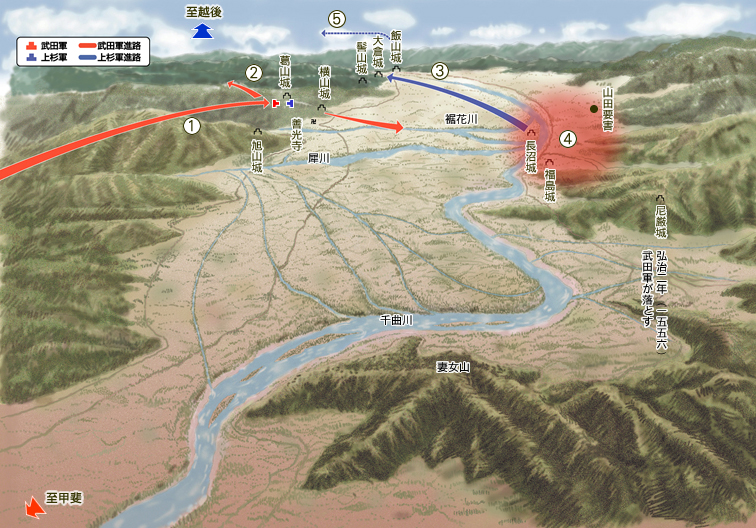 至越後
武田軍 武田軍進路
上杉軍 上杉軍進路
⑤
飯山城
大倉城
髻山城
③
②
葛山城
横山城
①
善光寺
卍
旭山城
裾花川
犀川
山田要害
④
長沼城
福島城
尼厳城
弘治二年(一五五六)
武田軍が落とす
千曲川
妻女山
至甲斐